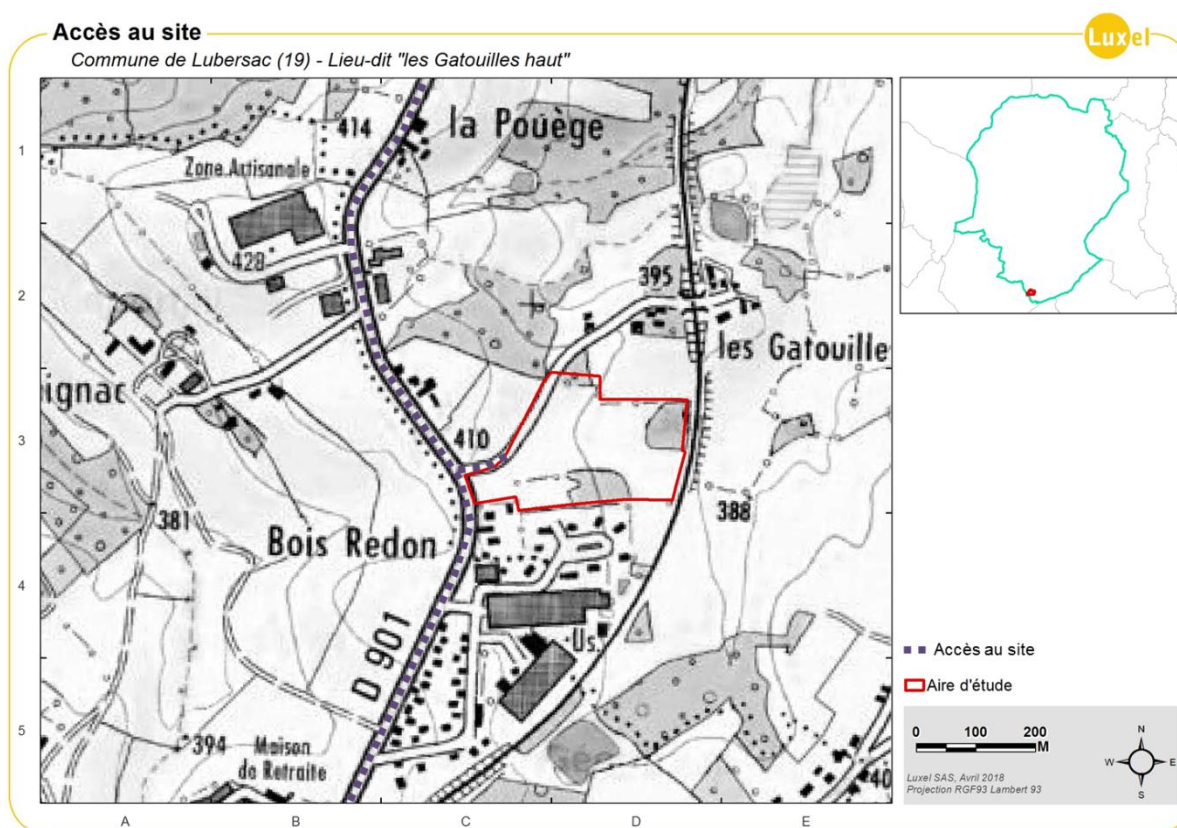 Accès au site
Luxel
Commune de Lubersac (19) - Lieu-dit "les Gatouilles haut"
414
la Pouège
Zone Artisanale
1
428
395
2
les Gatouille
ignac
410
3
381
388
Bois Redon
4
D 901
Us.
Accès au site
Aire d'étude
394
Maison
de Retraite
5
40
0 100 200
M
N
W E
S
Luxel SAS, Avril 2018
Projection RGF93 Lambert 93
A B C D E